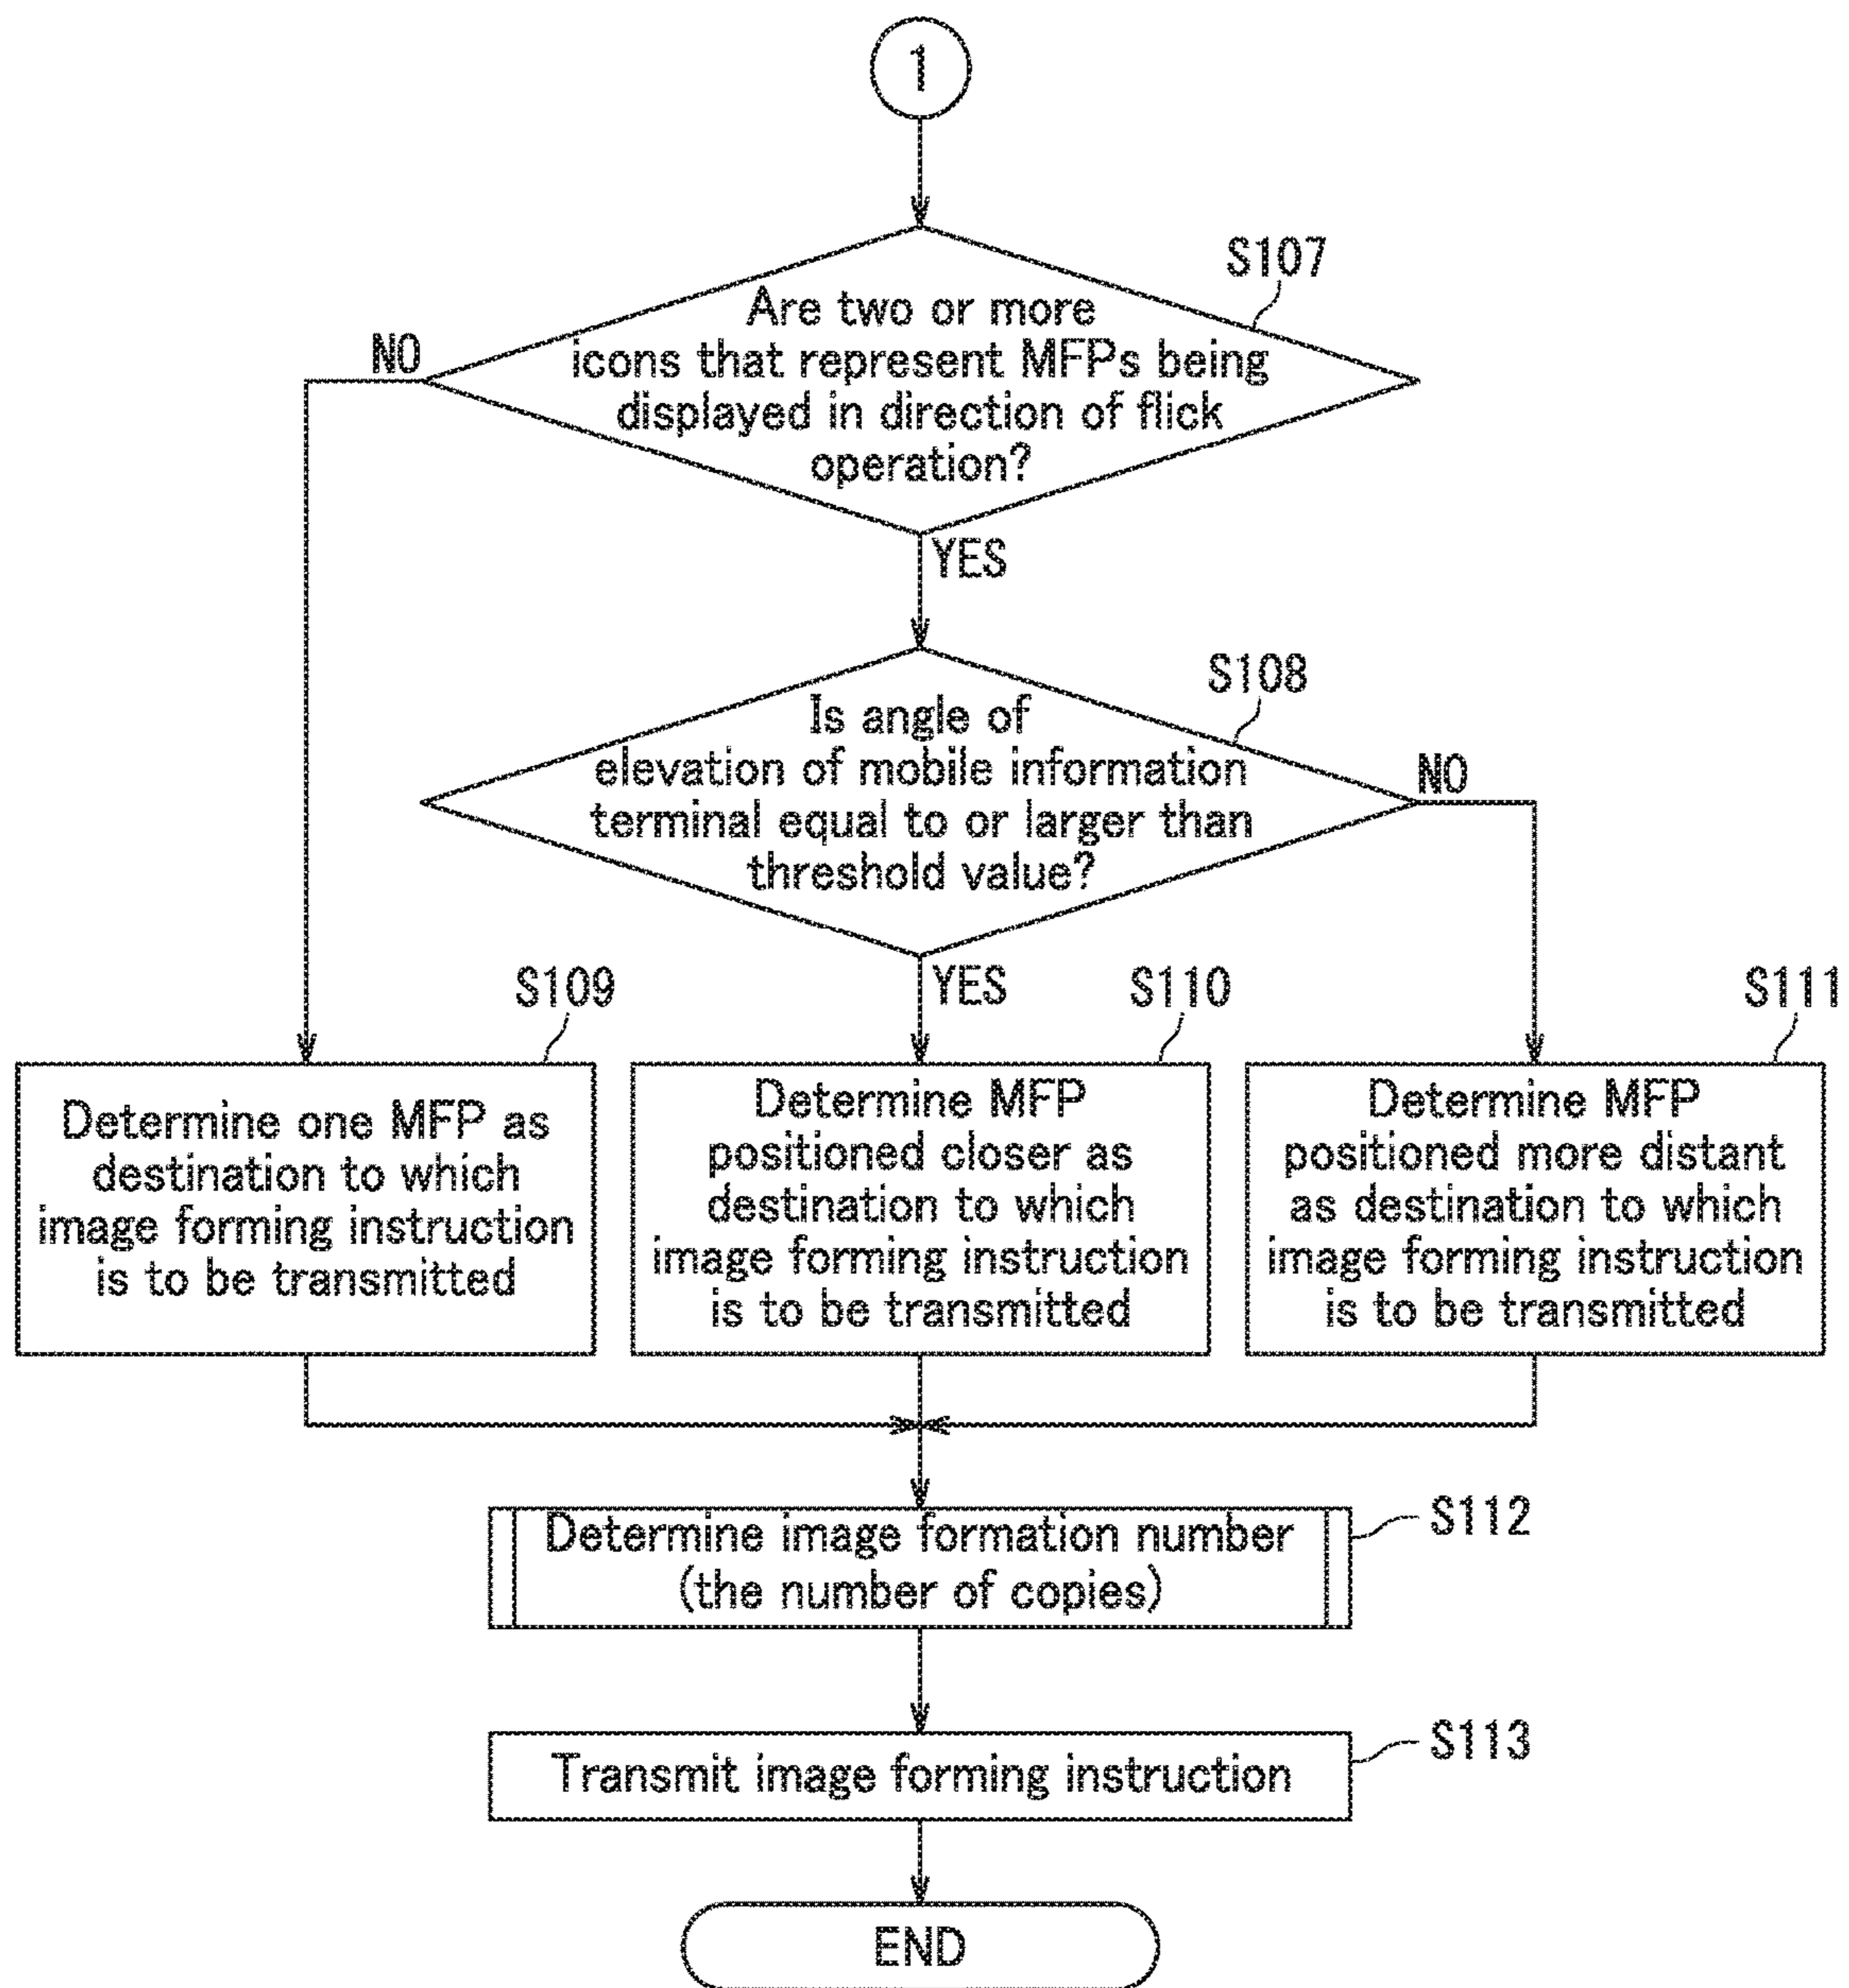 1
S107
Are two or more
icons that represent MFPs being
displayed in direction of flick
operation?
NO
YES
S108
Is angle of
elevation of mobile information
terminal equal to or larger than
threshold value?
NO
YES
S109
Determine one MFP as
destination to which
image forming instruction
is to be transmitted
S110
Determine MFP
positioned closer as
destination to which
image forming instruction
is to be transmitted
S111
Determine MFP
positioned more distant
as destination to which
image forming instruction
is to be transmitted
Determine image formation number
(the number of copies)
S112
Transmit image forming instruction
S113
END